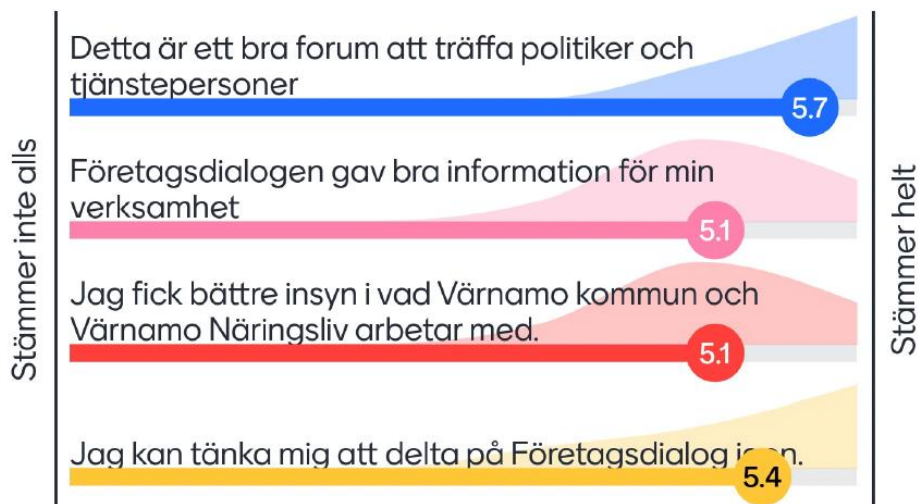 Stämmer inte alls
Detta är ett bra forum att träffa politiker och
tjänstepersoner
5.7
Företagsdialogen gav bra information för min
verksamhet
5.1
Jag fick bättre insyn i vad Värnamo kommun och
Värnamo Näringsliv arbetar med.
5.1
Jag kan tänka mig att delta på Företagsdialog
5.4
Stämmer helt